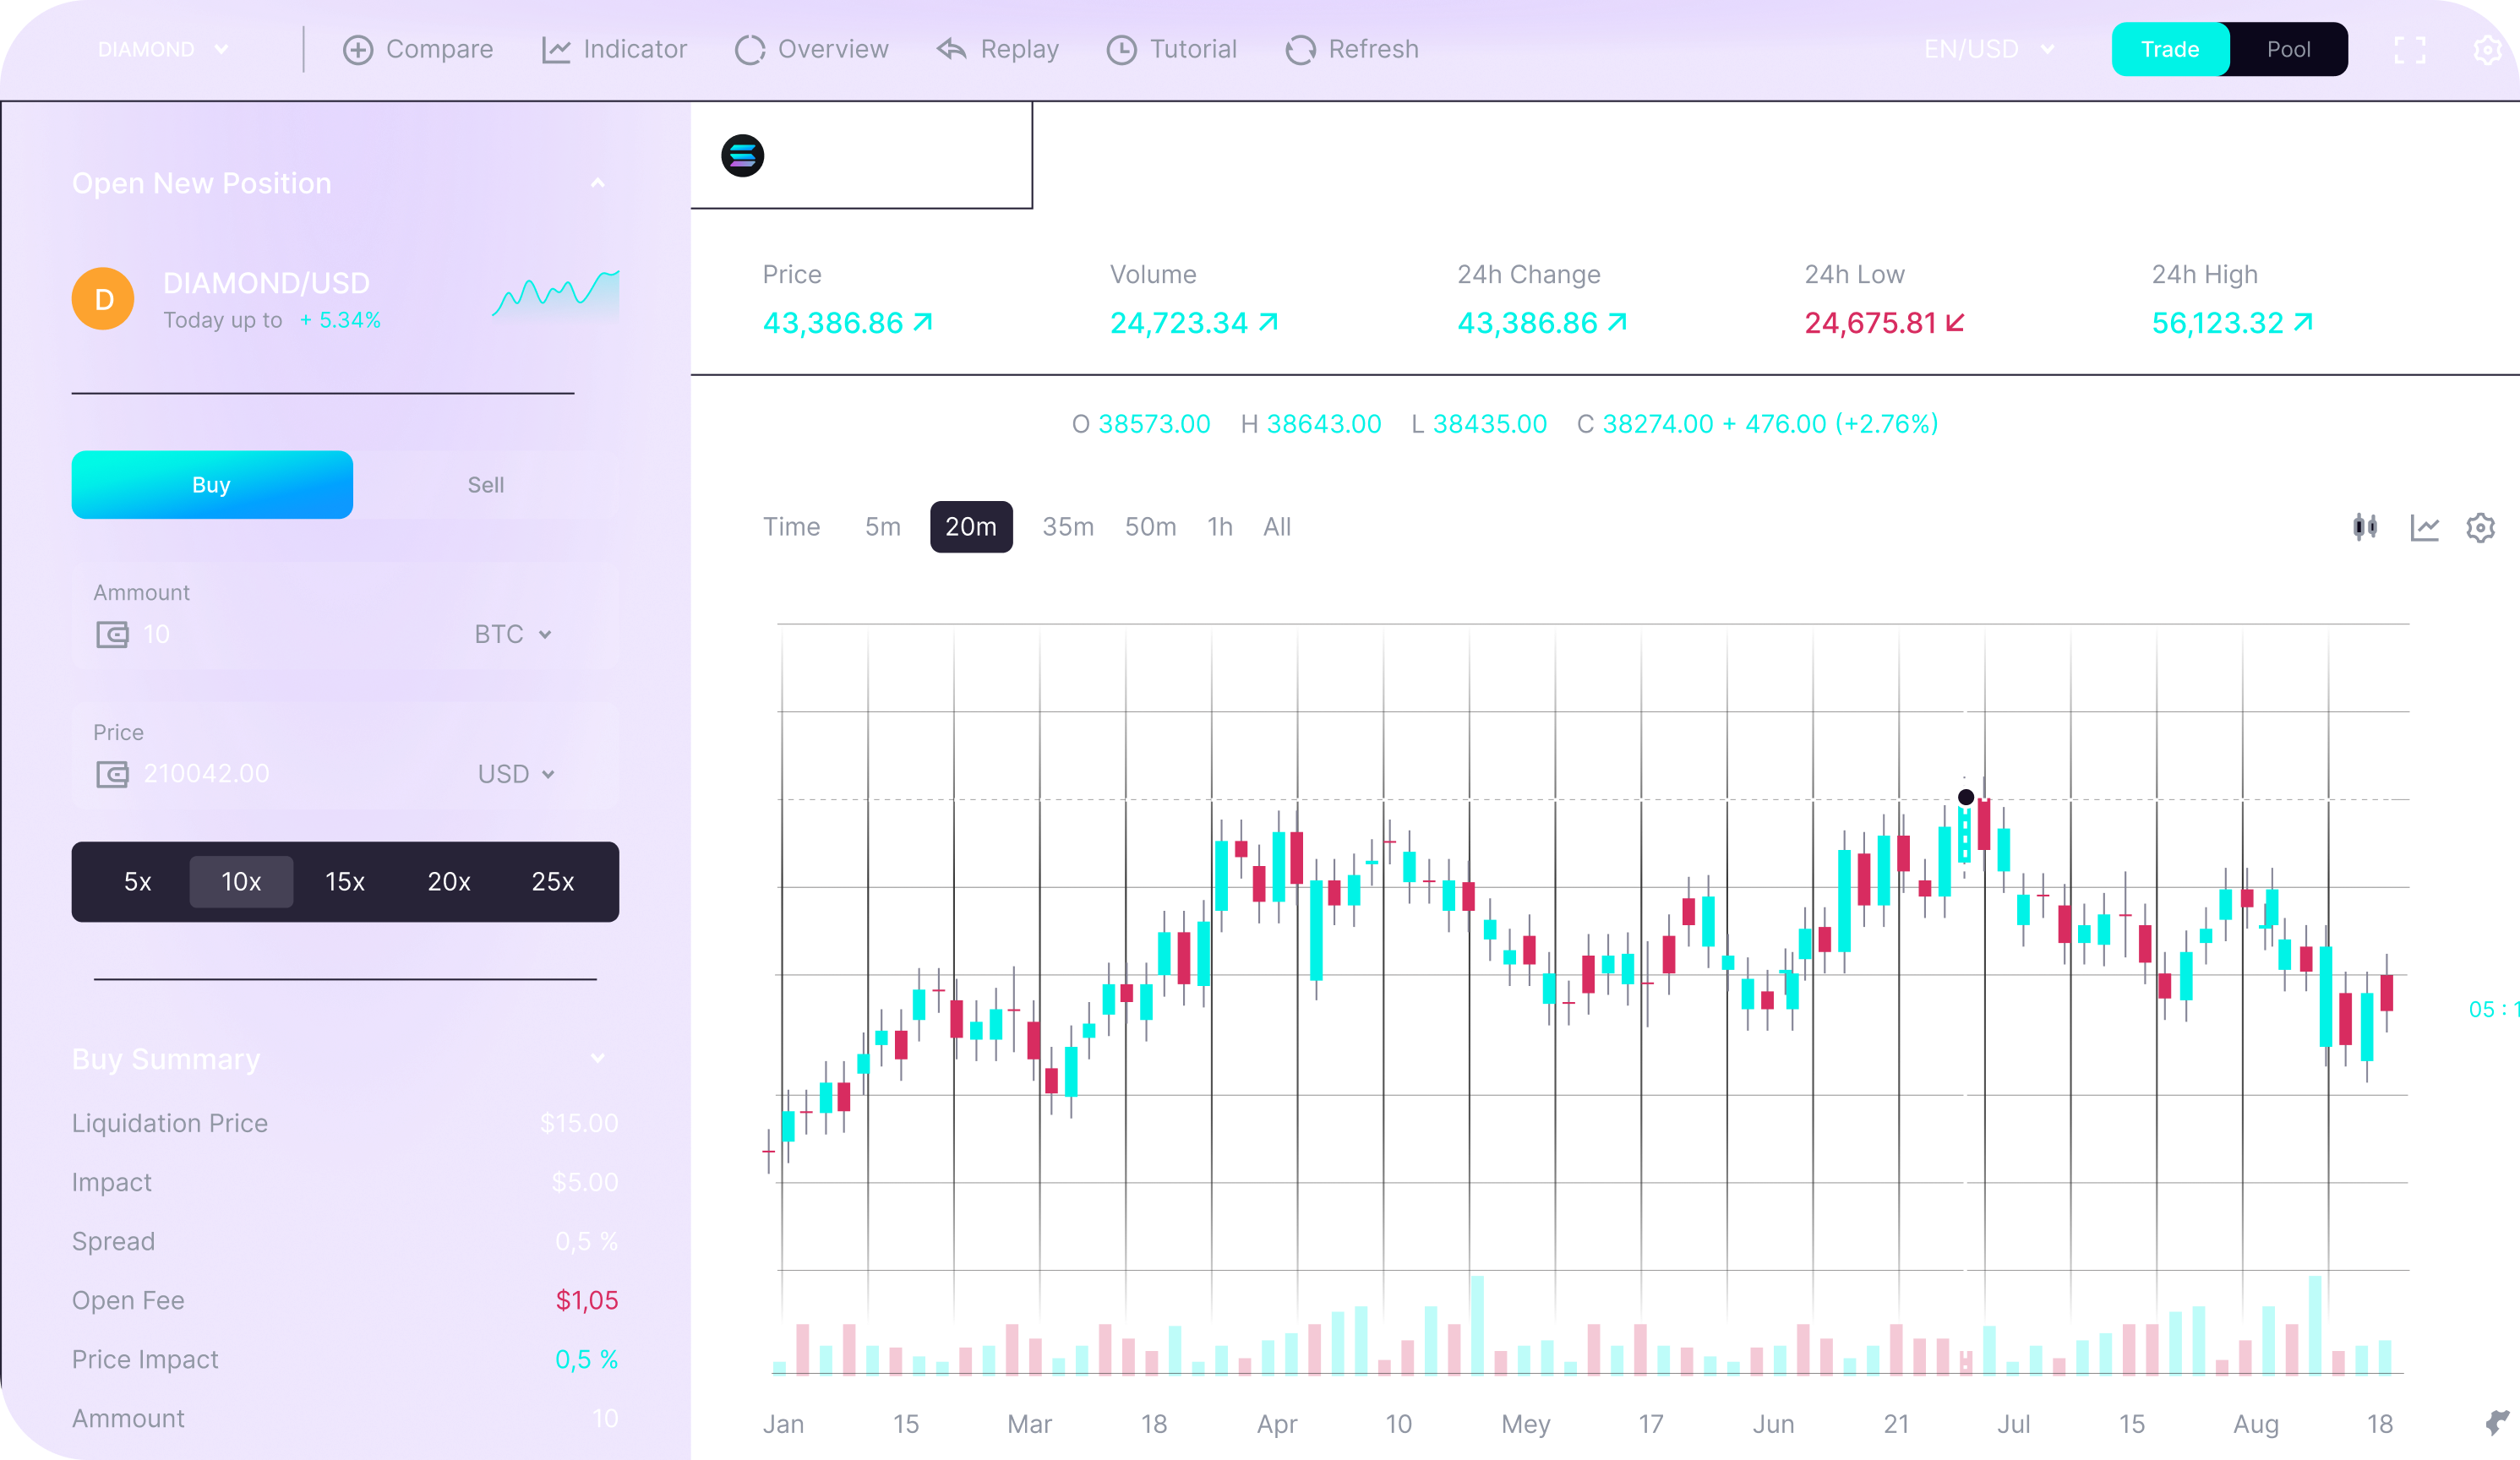 DIAMOND Compare Indicator Overview Replay Tutorial Refresh EN/USD Trade Pool
Open New Position
D DIAMOND/USD
Today up to + 5.34%
Buy Sell
Ammount
10 BTC
Price
210042.00 USD
5x 10x 15x 20x 25x
Buy Summary
Liquidation Price $15.00
Impact $5.00
Spread 0,5 %
Open Fee $1,05
Price Impact 0,5 %
Ammount 10
Price Volume 24h Change 24h Low 24h High
43,386.86 24,723.34 43,386.86 24,675.81 56,123.32
O 38573.00 H 38643.00 L 38435.00 C 38274.00 + 476.00 (+2.76%)
Time 5m 20m 35m 50m 1h All
05 : 1
Jan 15 Mar 18 Apr 10 Mey 17 Jun 21 Jul 15 Aug 18